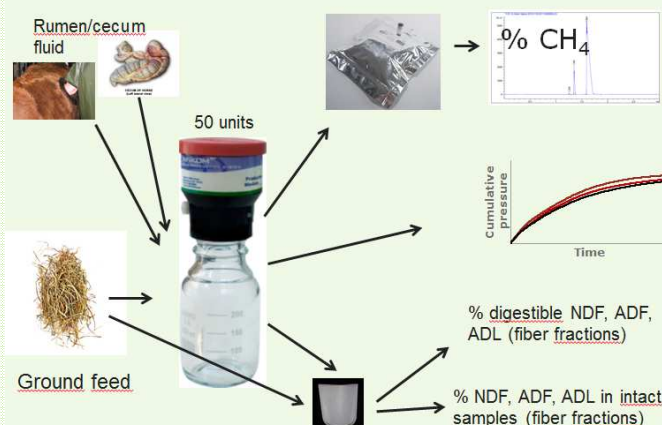 Rumen/cecum
fluid
50 units
% CH4
Cumulative
pressure
Time
Ground feed
% digestible NDF, ADF,
ADL (fiber fractions)
% NDF, ADF, ADL in intact
samples (fiber fractions)